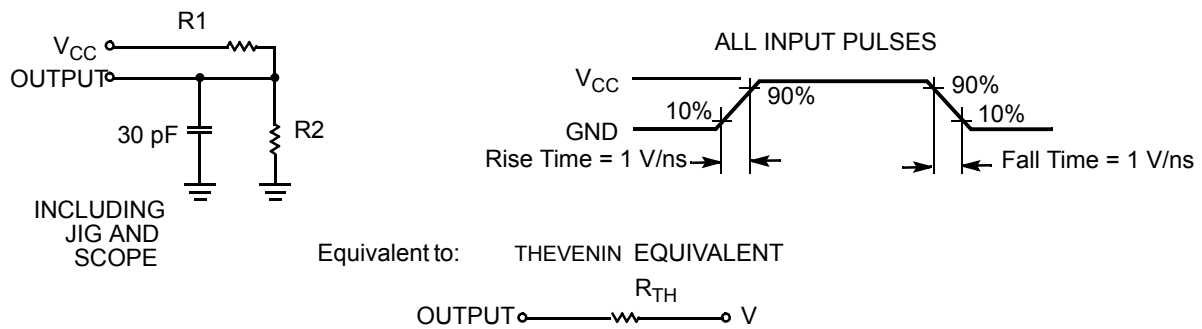 R1
VCC
OUTPUT
30 pF
R2
INCLUDING
JIG AND
SCOPE
ALL INPUT PULSES
VCC
10%
90%
90%
10%
GND
Rise Time = 1 V/ns
Fall Time = 1 V/ns
Equivalent to: THEVENIN EQUIVALENT
RTH
OUTPUT V